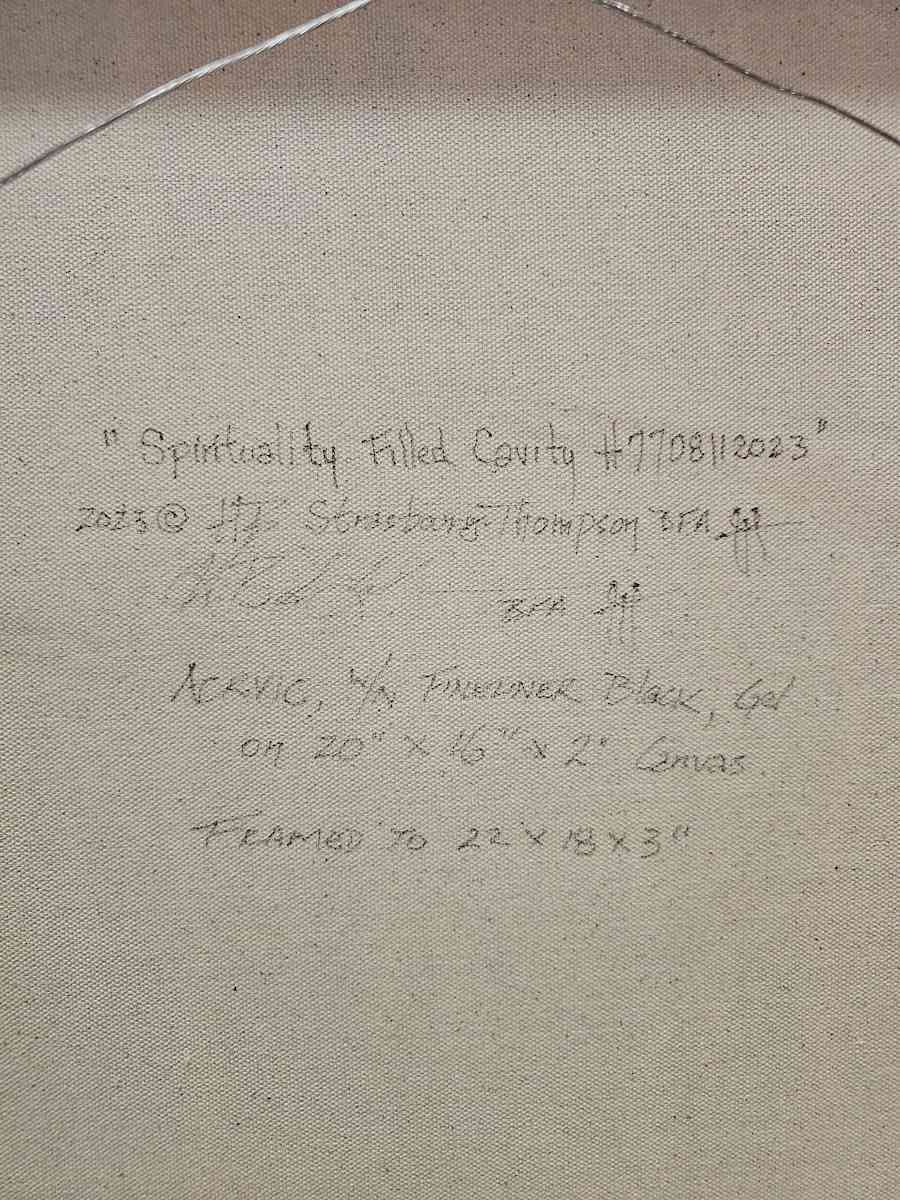 " Spirituality Filled Cavity #7708112023"
2023 © Thompson BFA
BFA
ACRYLIC, W/N FINELINER Black, Gel
on 20" x 16" x 2" Canvas.
FRAMED TO 22 x 18 x 3"